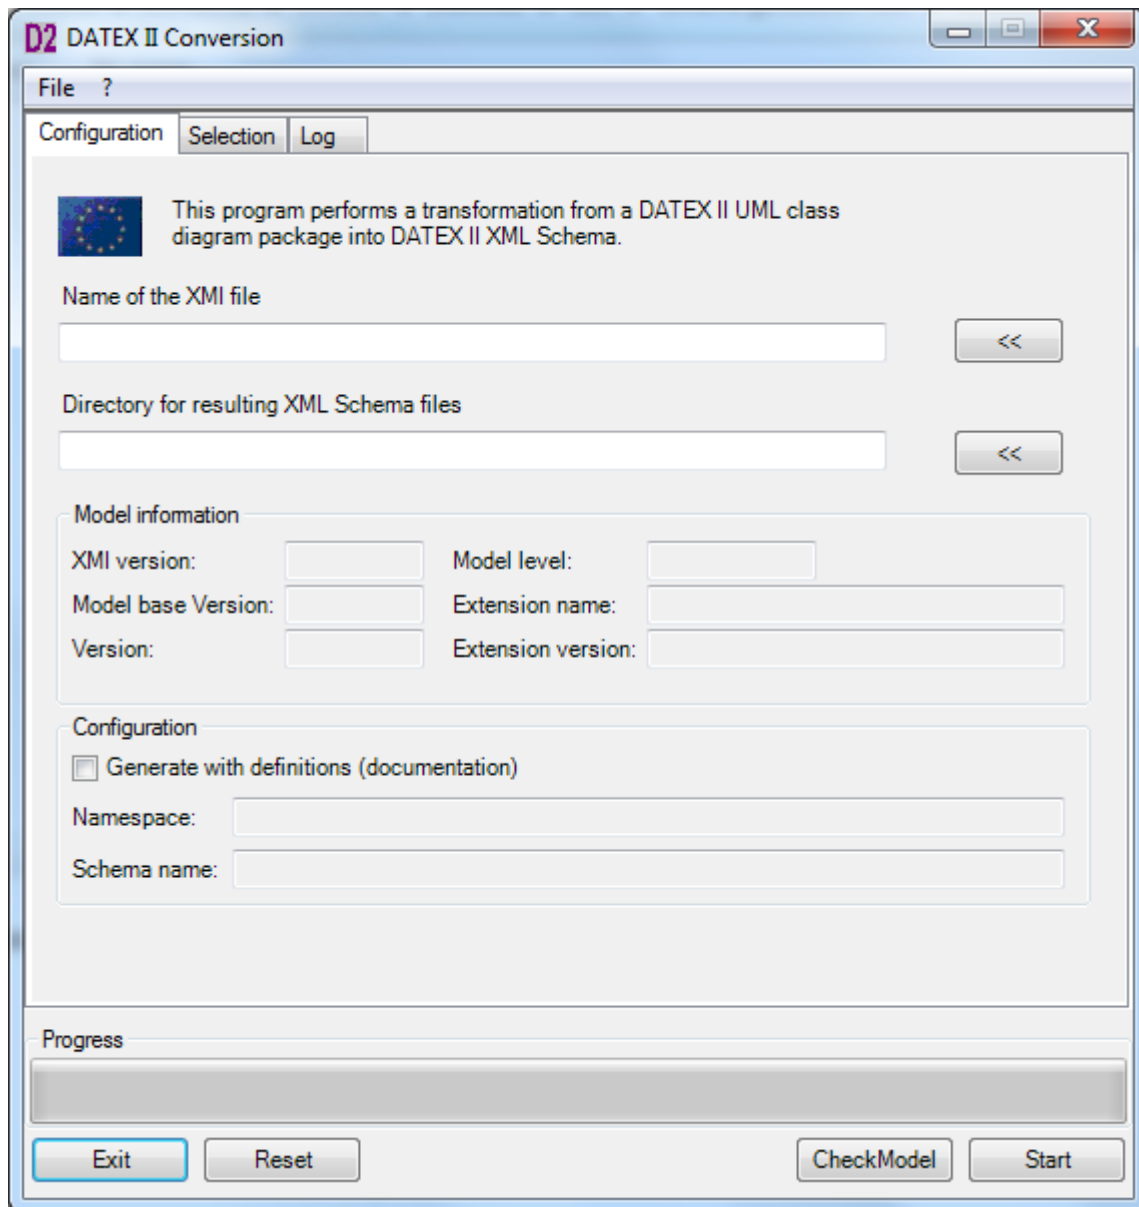 D2 DATEX II Conversion
File ?
Configuration Selection Log
This program performs a transformation from a DATEX II UML class
diagram package into DATEX II XML Schema.
Name of the XMI file
<<
Directory for resulting XML Schema files
<<
Model information
XMI version: Model level:
Model base Version: Extension name:
Version: Extension version:
Configuration
Generate with definitions (documentation)
Namespace:
Schema name:
Progress
Exit Reset CheckModel Start